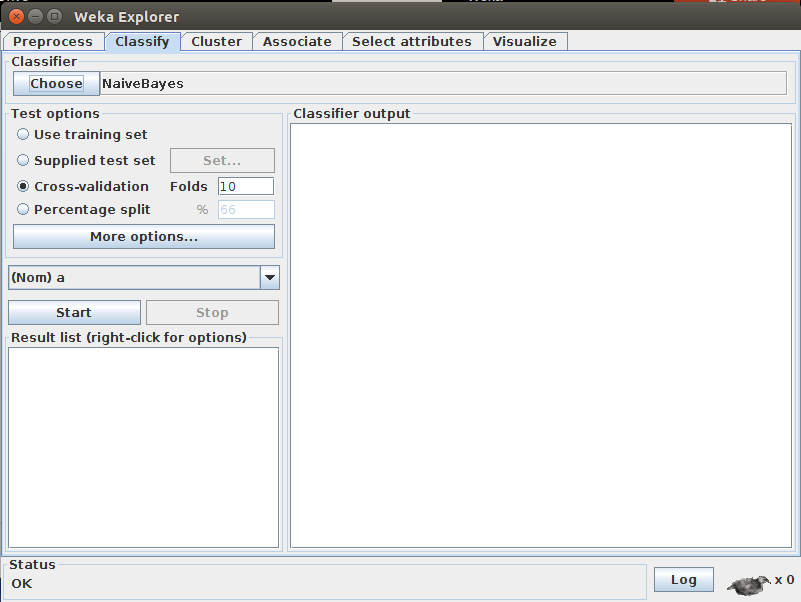 Weka Explorer
Preprocess Classify Cluster Associate Select attributes Visualize
Classifier
Choose NaiveBayes
Test options
Use training set
Supplied test set Set...
Cross-validation Folds 10
Percentage split % 66
More options...
(Nom) a
Start Stop
Result list (right-click for options)
Classifier output
Status
OK
Log x 0